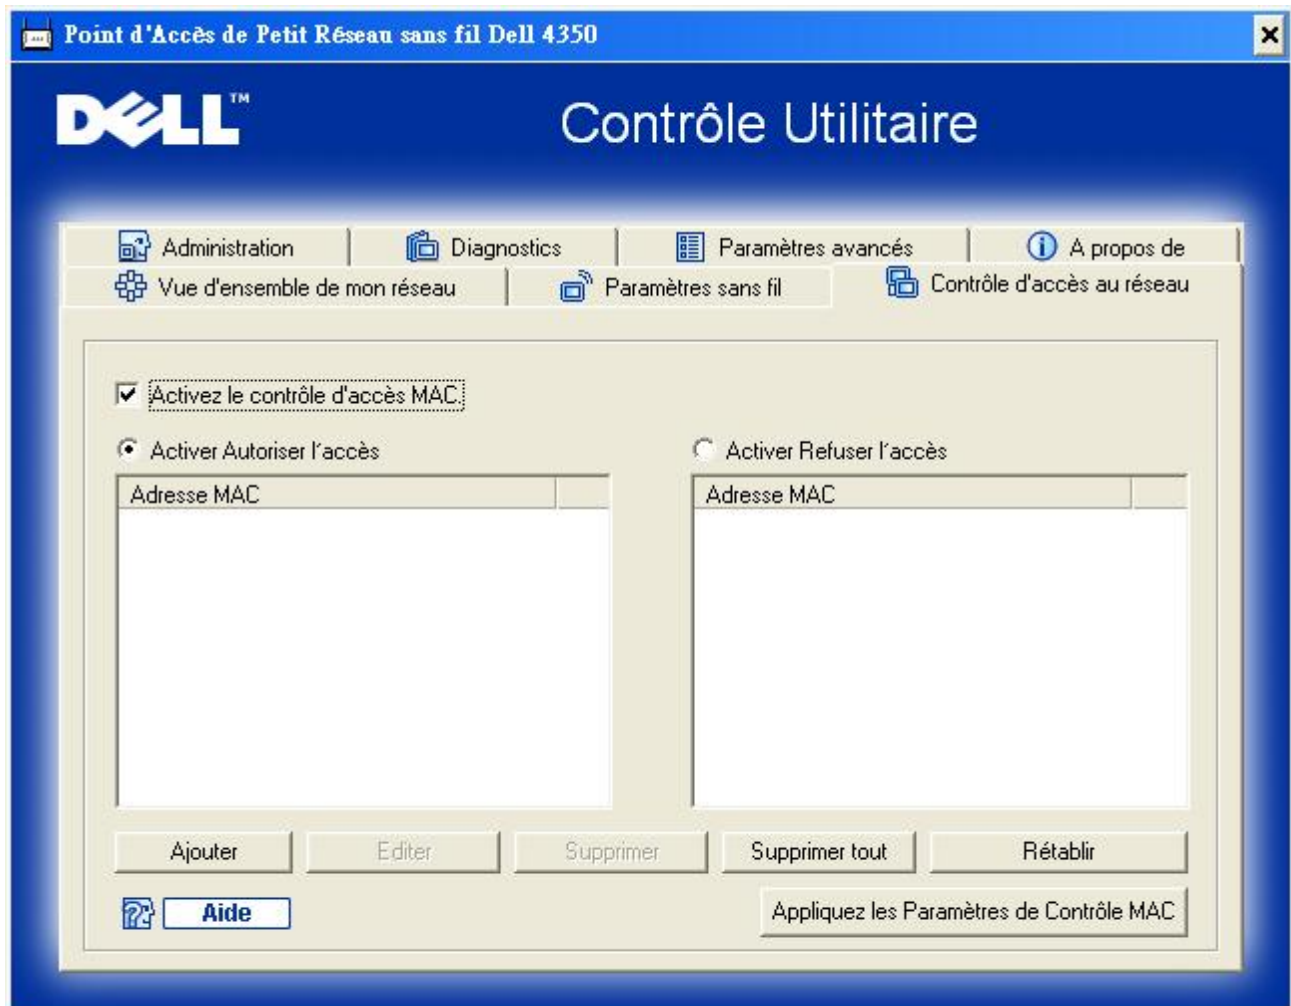 Point d'Accès de Petit Réseau sans fil Dell 4350
DELL™
Contrôle Utilitaire
Administration
Diagnostics
Paramètres avancés
A propos de
Vue d'ensemble de mon réseau
Paramètres sans fil
Contrôle d'accès au réseau
Activez le contrôle d'accès MAC.
Activer Autoriser l´accès
Activer Refuser l´accès
Adresse MAC
Adresse MAC
Ajouter
Editer
Supprimer
Supprimer tout
Rétablir
Aide
Appliquez les Paramètres de Contrôle MAC